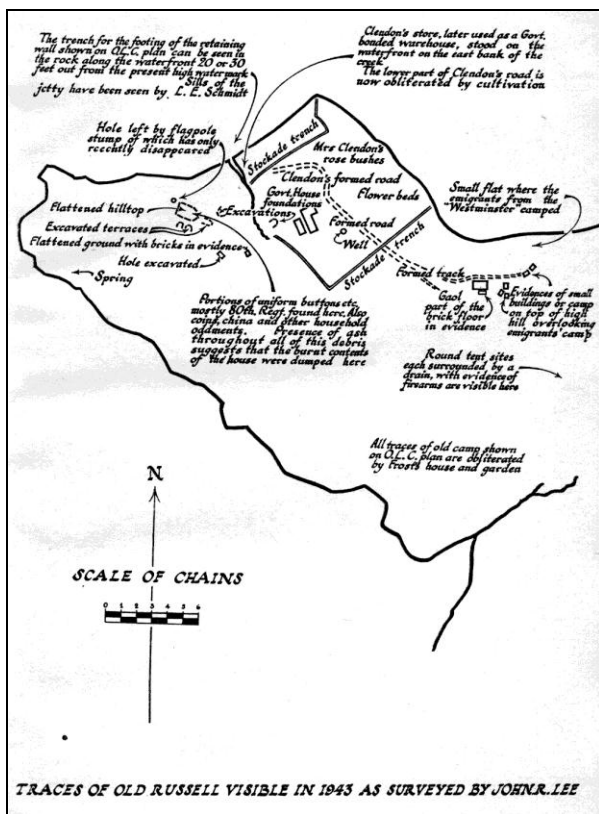 The trench for the footing of the retaining
wall shown on O.L.C. plan can be seen in
the rock along the waterfront 20 or 30
feet out from the present high water mark
Sills of the
jetty have been seen by L. E. Schmidt
Clendon's store, later used as a Govt.
bonded warehouse, stood on the
waterfront on the east bank of the
creek
The lower part of Clendon's road is
now obliterated by cultivation
Hole left by flagpole
stump of which has only
recently disappeared
Stockade trench
Mrs Clendon's
rose bushes
Clendon's formed road
Flower beds
Govt. House
foundations
Small flat where the
emigrants from the
"Westminster" camped
Flattened hilltop
Excavations
Excavated terraces
Flattened ground with bricks in evidence
Hole excavated
Spring
Formed road
Well
Stockade trench
Formed track
Gaol
part of the
brick floor
in evidence
Evidences of small
buildings or camp
on top of high
hill overlooking
emigrants' camp
Portions of uniform buttons etc.
mostly 80th. Regt. found here. Also
coins, china and other household
oddments. Presence of ash
throughout all of this debris
suggests that the burnt contents
of the house were dumped here
Round tent sites
each surrounded by a
drain, with evidence of
firearms are visible here
All traces of old camp shown
on O.L.C. plan are obliterated
by Frost's house and garden
N.
SCALE OF CHAINS
0 1 2 3 4 5 6
TRACES OF OLD RUSSELL VISIBLE IN 1943 AS SURVEYED BY JOHN.R. LEE